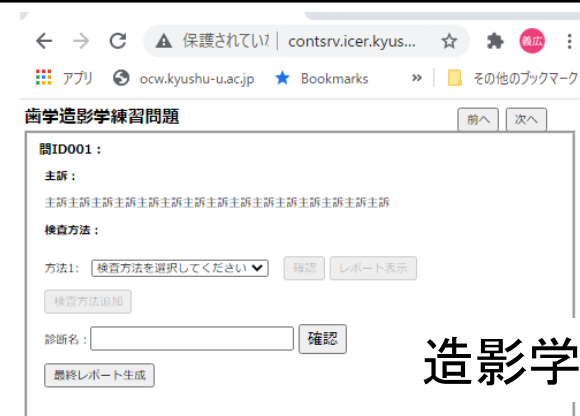 保護されていな contsrv.icer.kyus... 義広
アプリ ocw.kyushu-u.ac.jp Bookmarks » その他のブックマーク
歯学造影学練習問題 前へ 次へ
問ID001：
主訴：
主訴主訴主訴主訴主訴主訴主訴主訴主訴主訴主訴主訴主訴主訴主訴
検査方法：
方法1: 検査方法を選択してください 確認 レポート表示
検査方法追加
診断名： 確認
造影学
最終レポート生成